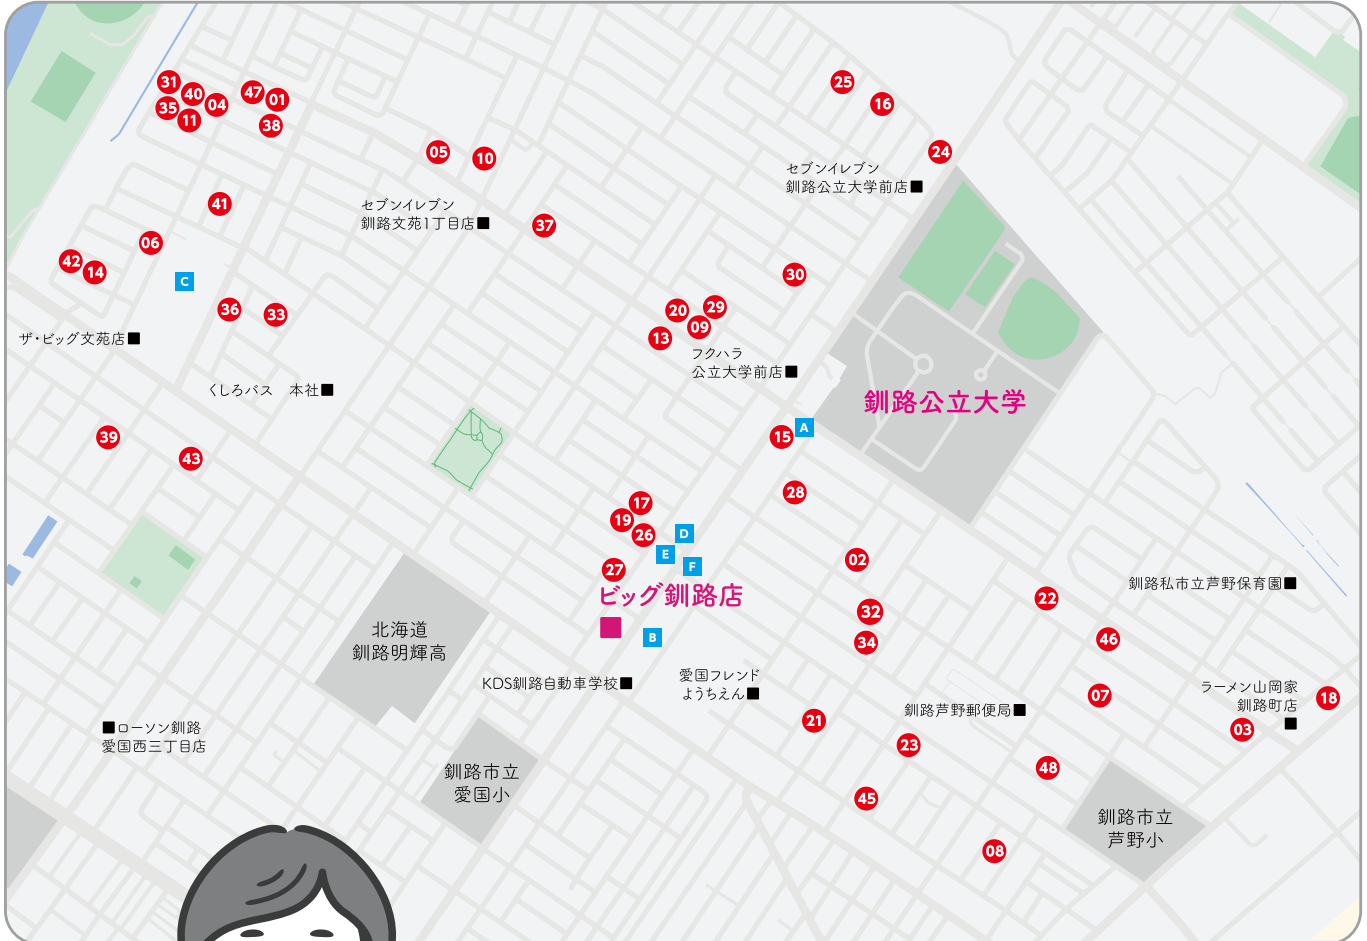 25
16
24
31
40
47
01
35
04
11
38
05
10
セブンイレブン
釧路公立大学前店
41
セブンイレブン
釧路文苑1丁目店
37
06
42
14
C
30
36
33
20
29
09
13
ザ・ビッグ文苑店
フクハラ
公立大学前店
くしろバス 本社
釧路公立大学
39
43
15
A
28
17
19
26
D
E
F
27
ビッグ釧路店
B
02
32
34
22
46
釧路私市立芦野保育園
北海道
釧路明輝高
KDS釧路自動車学校
愛国フレンド
ようちえん
釧路芦野郵便局
07
ラーメン山岡家
釧路町店
18
03
21
23
48
45
08
ローソン釧路
愛国西三丁目店
釧路市立
愛国小
釧路市立
芦野小